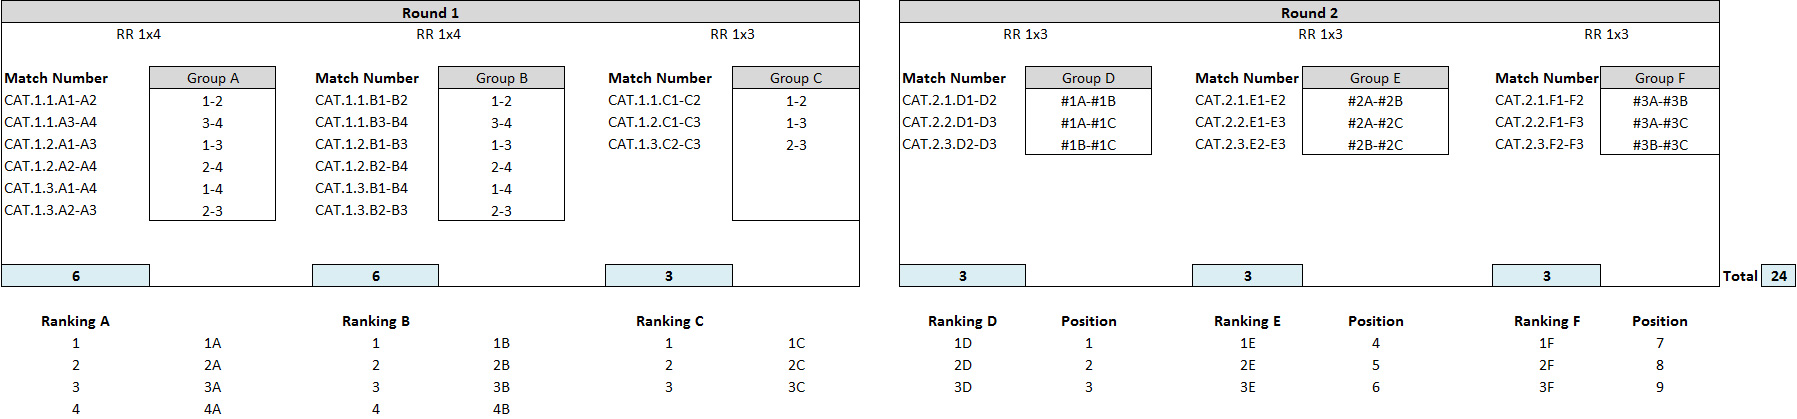 Round 1 Round 2
RR 1x4 RR 1x4 RR 1x3 RR 1x3 RR 1x3 RR 1x3
Match Number Group A Match Number Group B Match Number Group C Match Number Group D Match Number Group E Match Number Group F
CAT.1.1.A1-A2 1-2 CAT.1.1.B1-B2 1-2 CAT.1.1.C1-C2 1-2 CAT.2.1.D1-D2 #1A-#1B CAT.2.1.E1-E2 #2A-#2B CAT.2.1.F1-F2 #3A-#3B
CAT.1.1.A3-A4 3-4 CAT.1.1.B3-B4 3-4 CAT.1.2.C1-C3 1-3 CAT.2.2.D1-D3 #1A-#1C CAT.2.2.E1-E3 #2A-#2C CAT.2.2.F1-F3 #3A-#3C
CAT.1.2.A1-A3 1-3 CAT.1.2.B1-B3 1-3 CAT.1.3.C2-C3 2-3 CAT.2.3.D2-D3 #1B-#1C CAT.2.3.E2-E3 #2B-#2C CAT.2.3.F2-F3 #3B-#3C
CAT.1.2.A2-A4 2-4 CAT.1.2.B2-B4 2-4
CAT.1.3.A1-A4 1-4 CAT.1.3.B1-B4 1-4
CAT.1.3.A2-A3 2-3 CAT.1.3.B2-B3 2-3
6 6 3 3 3 3 Total 24
Ranking A Ranking B Ranking C Ranking D Position Ranking E Position Ranking F Position
1 1A 1 1B 1 1C 1D 1 1E 4 1F 7
2 2A 2 2B 2 2C 2D 2 2E 5 2F 8
3 3A 3 3B 3 3C 3D 3 3E 6 3F 9
4 4A 4 4B